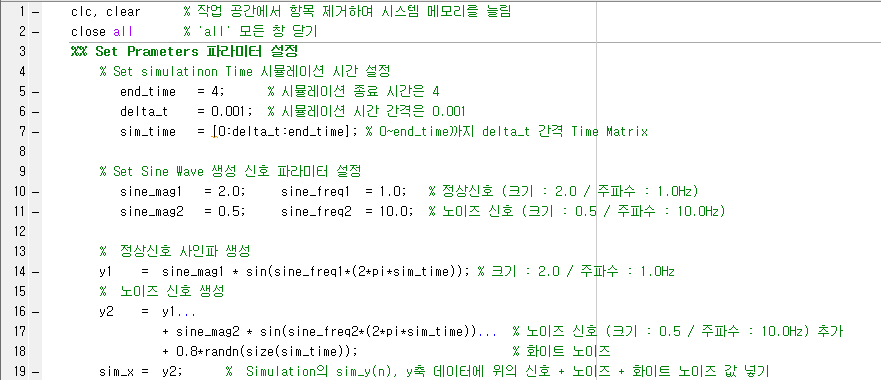 1 - clc, clear % 작업 공간에서 항목 제거하여 시스템 메모리를 늘림
2 - close all % 'all' 모든 창 닫기
3 %% Set Prameters 파라미터 설정
4 % Set simulatinon Time 시뮬레이션 시간 설정
5 - end_time = 4; % 시뮬레이션 종료 시간은 4
6 - delta_t = 0.001; % 시뮬레이션 시간 간격은 0.001
7 - sim_time = [0:delta_t:end_time]; % 0~end_time)까지 delta_t 간격 Time Matrix
8
9 % Set Sine Wave 생성 신호 파라미터 설정
10 - sine_mag1 = 2.0; sine_freq1 = 1.0; % 정상신호 (크기 : 2.0 / 주파수 : 1.0Hz)
11 - sine_mag2 = 0.5; sine_freq2 = 10.0; % 노이즈 신호 (크기 : 0.5 / 주파수 : 10.0Hz)
12
13 % 정상신호 사인파 생성
14 - y1 = sine_mag1 * sin(sine_freq1*(2*pi*sim_time)); % 크기 : 2.0 / 주파수 : 1.0Hz
15 % 노이즈 신호 생성
16 - y2 = y1...
17 + sine_mag2 * sin(sine_freq2*(2*pi*sim_time))... % 노이즈 신호 (크기 : 0.5 / 주파수 : 10.0Hz) 추가
18 + 0.8*randn(size(sim_time)); % 화이트 노이즈
19 - sim_x = y2; % Simulation의 sim_y(n), y축 데이터에 위의 신호 + 노이즈 + 화이트 노이즈 값 넣기